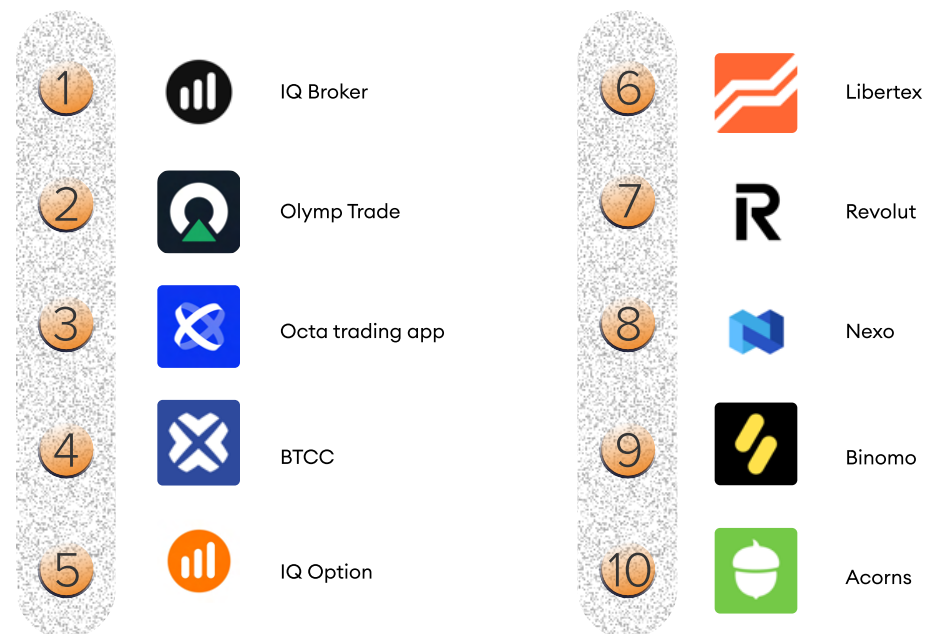 1
IQ Broker
2
Olymp Trade
3
Octa trading app
4
BTCC
5
IQ Option
6
Libertex
7
R
Revolut
8
Nexo
9
Binomo
10
Acorns